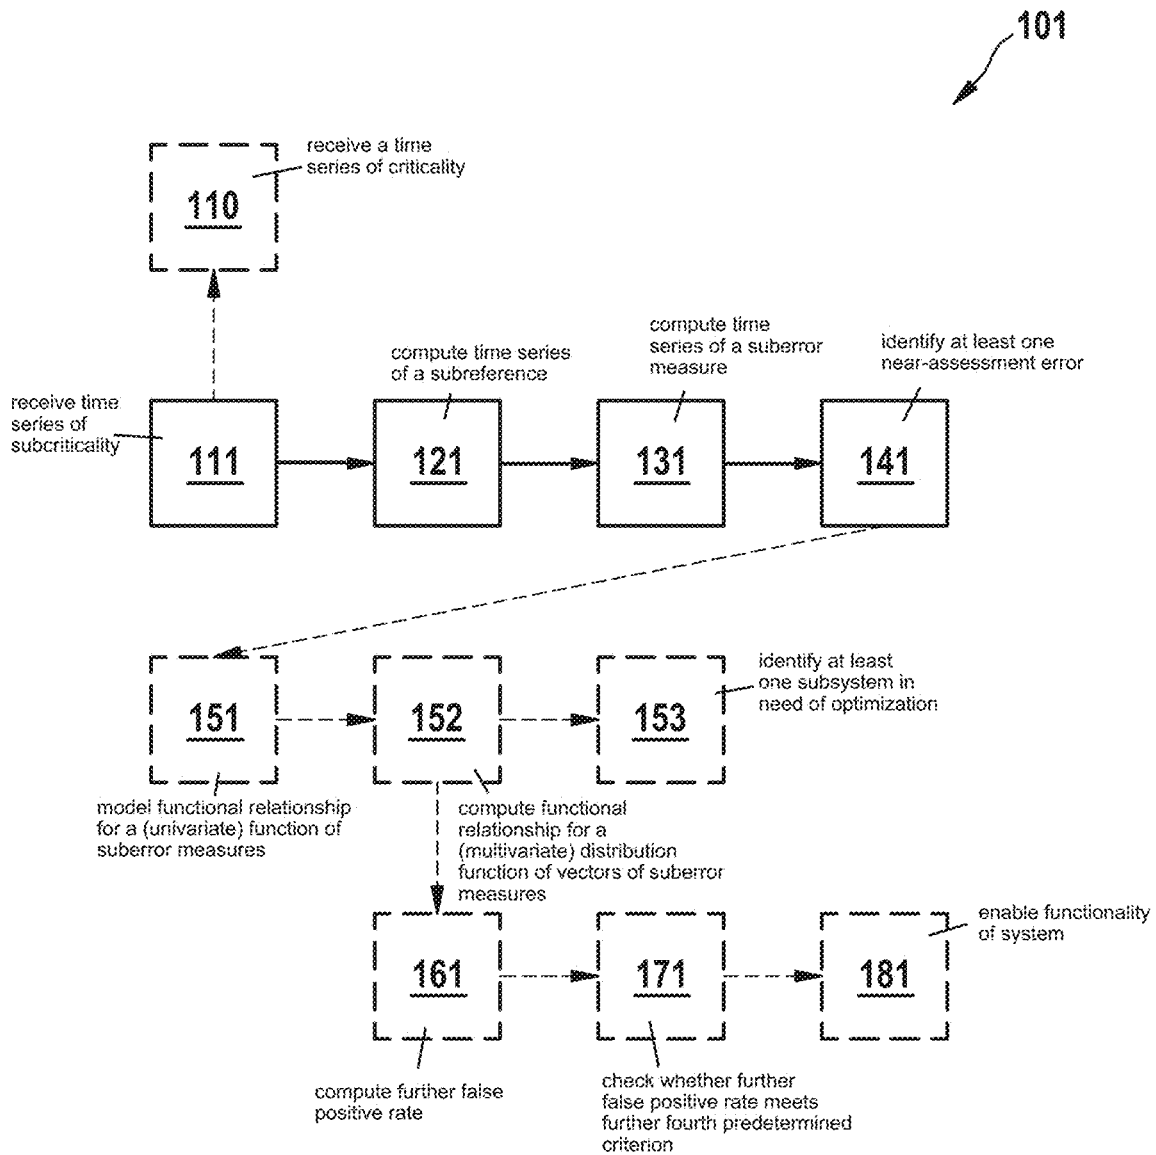 101
receive a time
series of criticality
110
compute time
series of a suberror
measure
identify at least one
near-assessment error
compute time series
of a subreference
receive time
series of
subcriticality
111
121
131
141
identify at least
one subsystem in
need of optimization
151
152
153
model functional relationship
for a (univariate) function of
suberror measures
compute functional
relationship for a
(multivariate) distribution
function of vectors of suberror
measures
enable functionality
of system
161
171
181
compute further false
positive rate
check whether further
false positive rate meets
further fourth predetermined
criterion